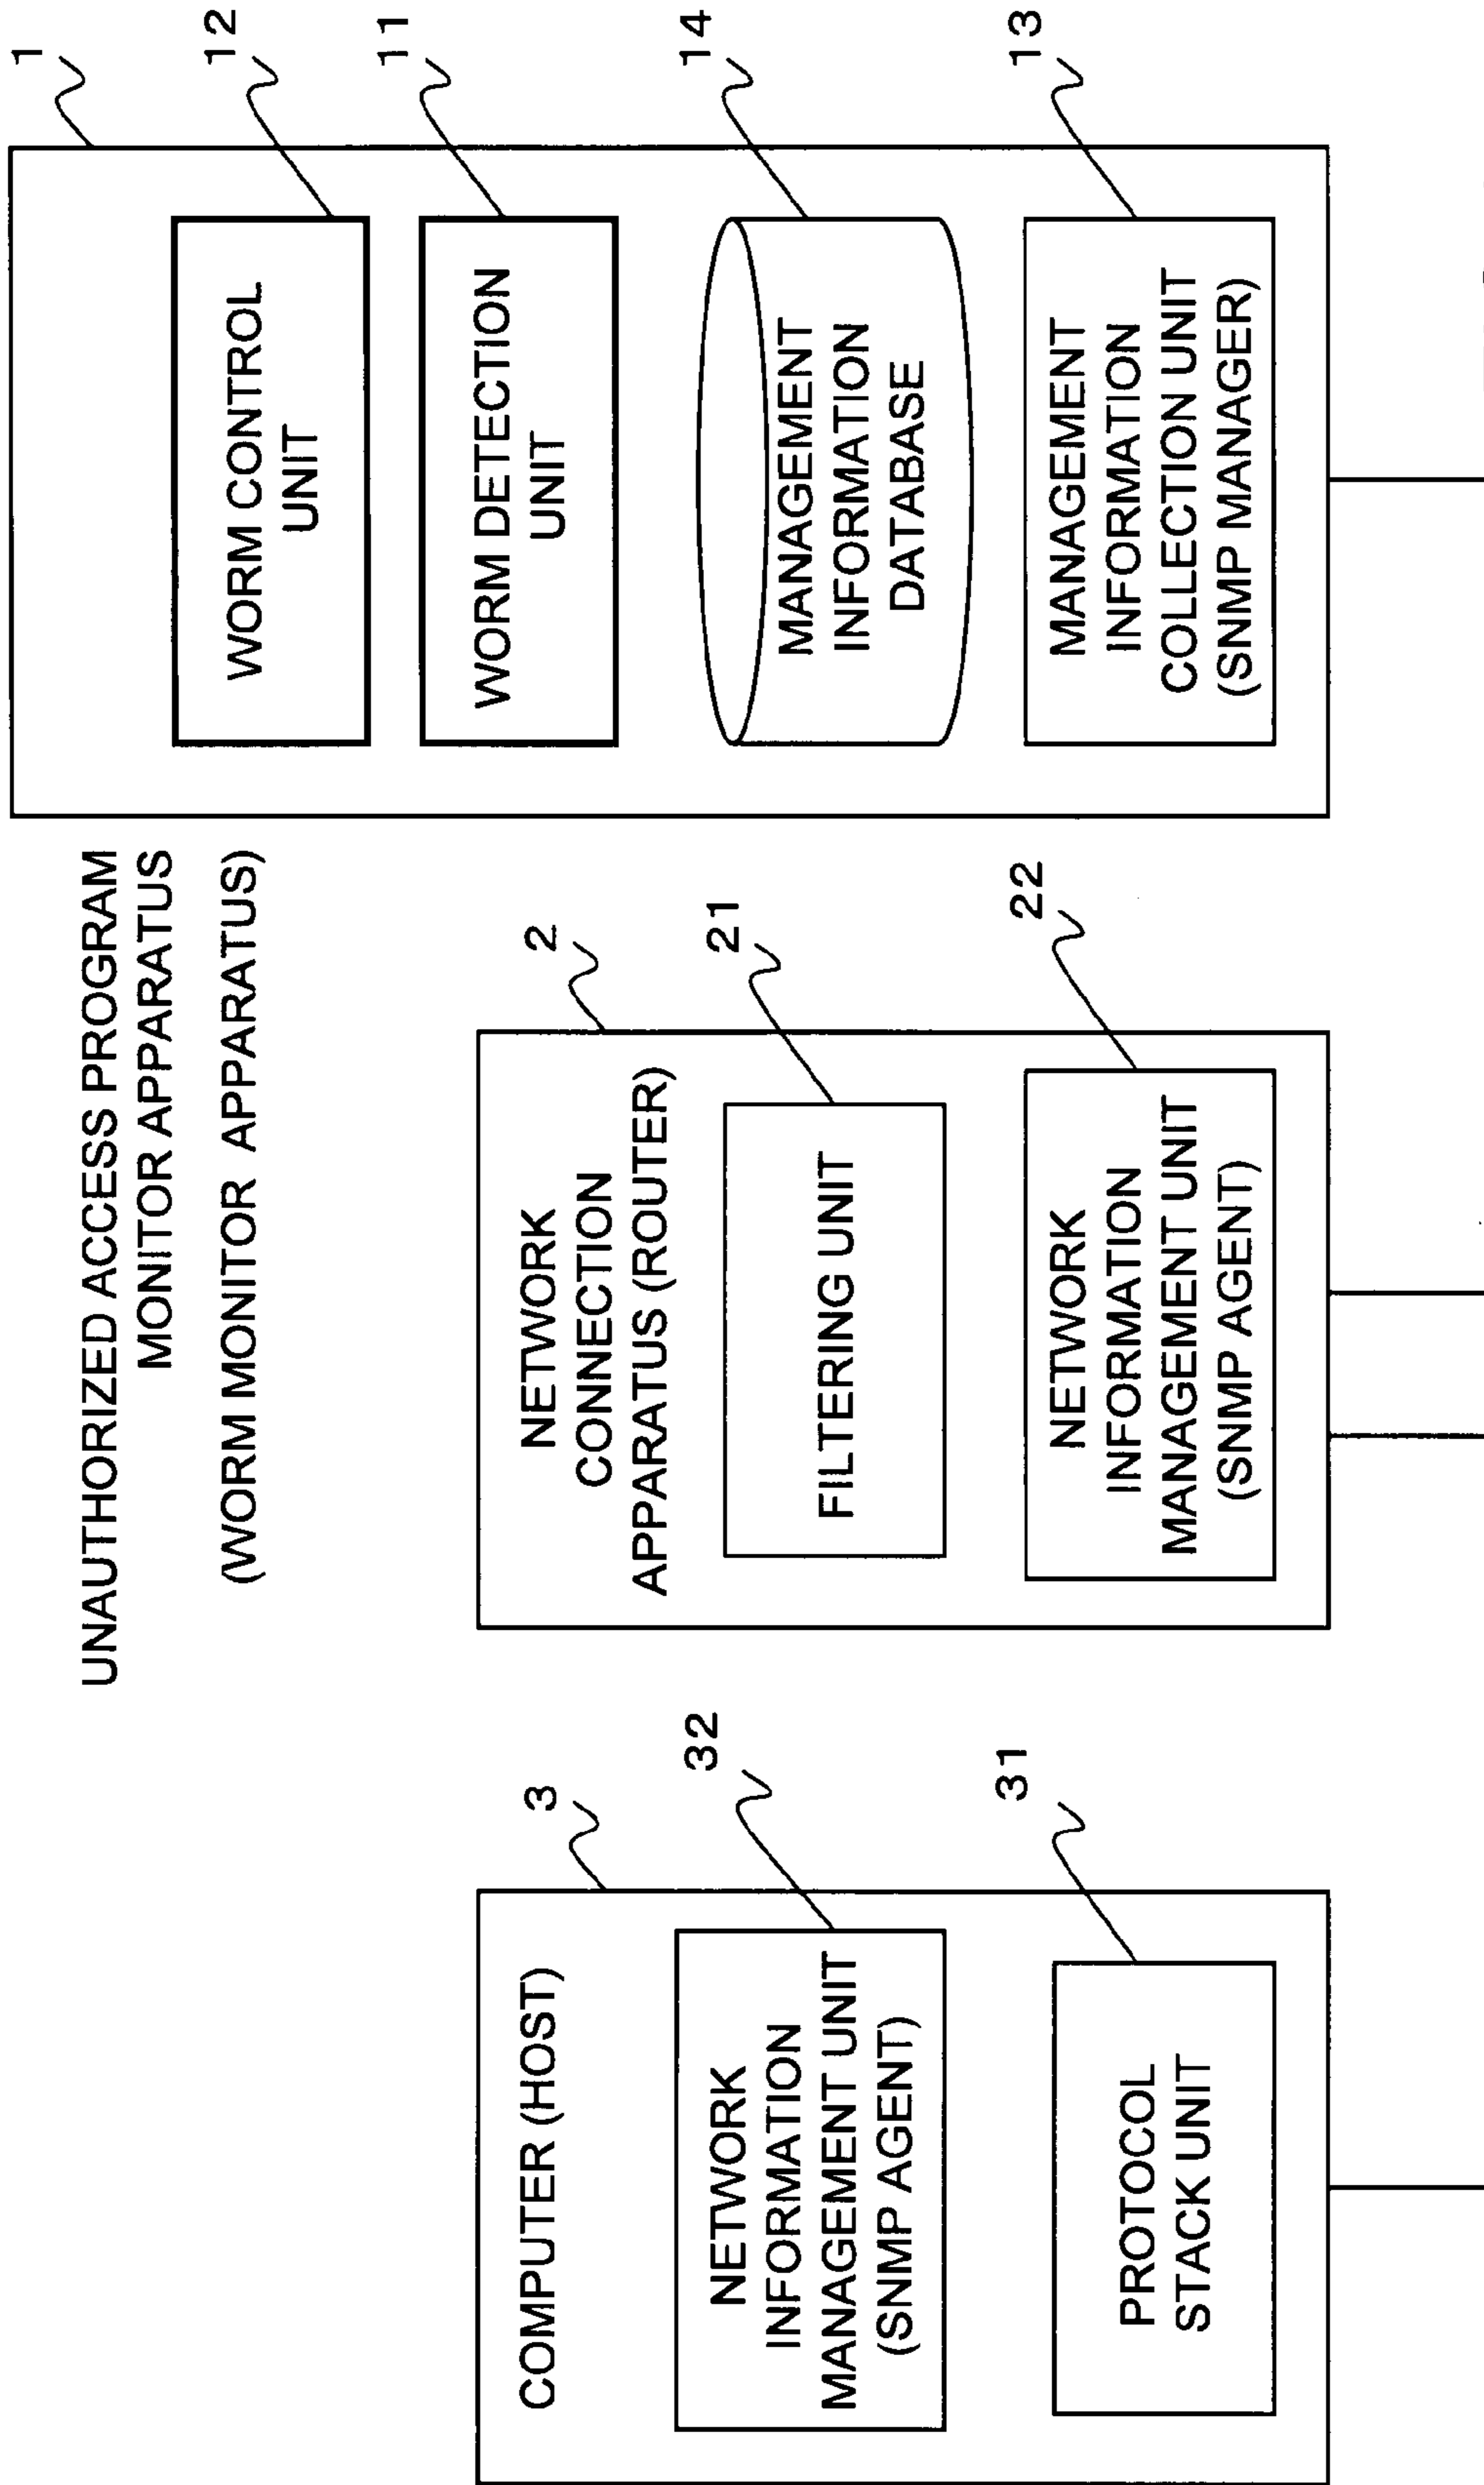 COMPUTER (HOST)
3
NETWORK
INFORMATION
MANAGEMENT UNIT
(SNMP AGENT)
32
PROTOCOL
STACK UNIT
31
NETWORK
CONNECTION
APPARATUS (ROUTER)
2
FILTERING UNIT
21
NETWORK
INFORMATION
MANAGEMENT UNIT
(SNMP AGENT)
22
UNAUTHORIZED ACCESS PROGRAM
MONITOR APPARATUS
(WORM MONITOR APPARATUS)
1
WORM CONTROL
UNIT
12
WORM DETECTION
UNIT
11
MANAGEMENT
INFORMATION
DATABASE
14
MANAGEMENT
INFORMATION
COLLECTION UNIT
(SNMP MANAGER)
13